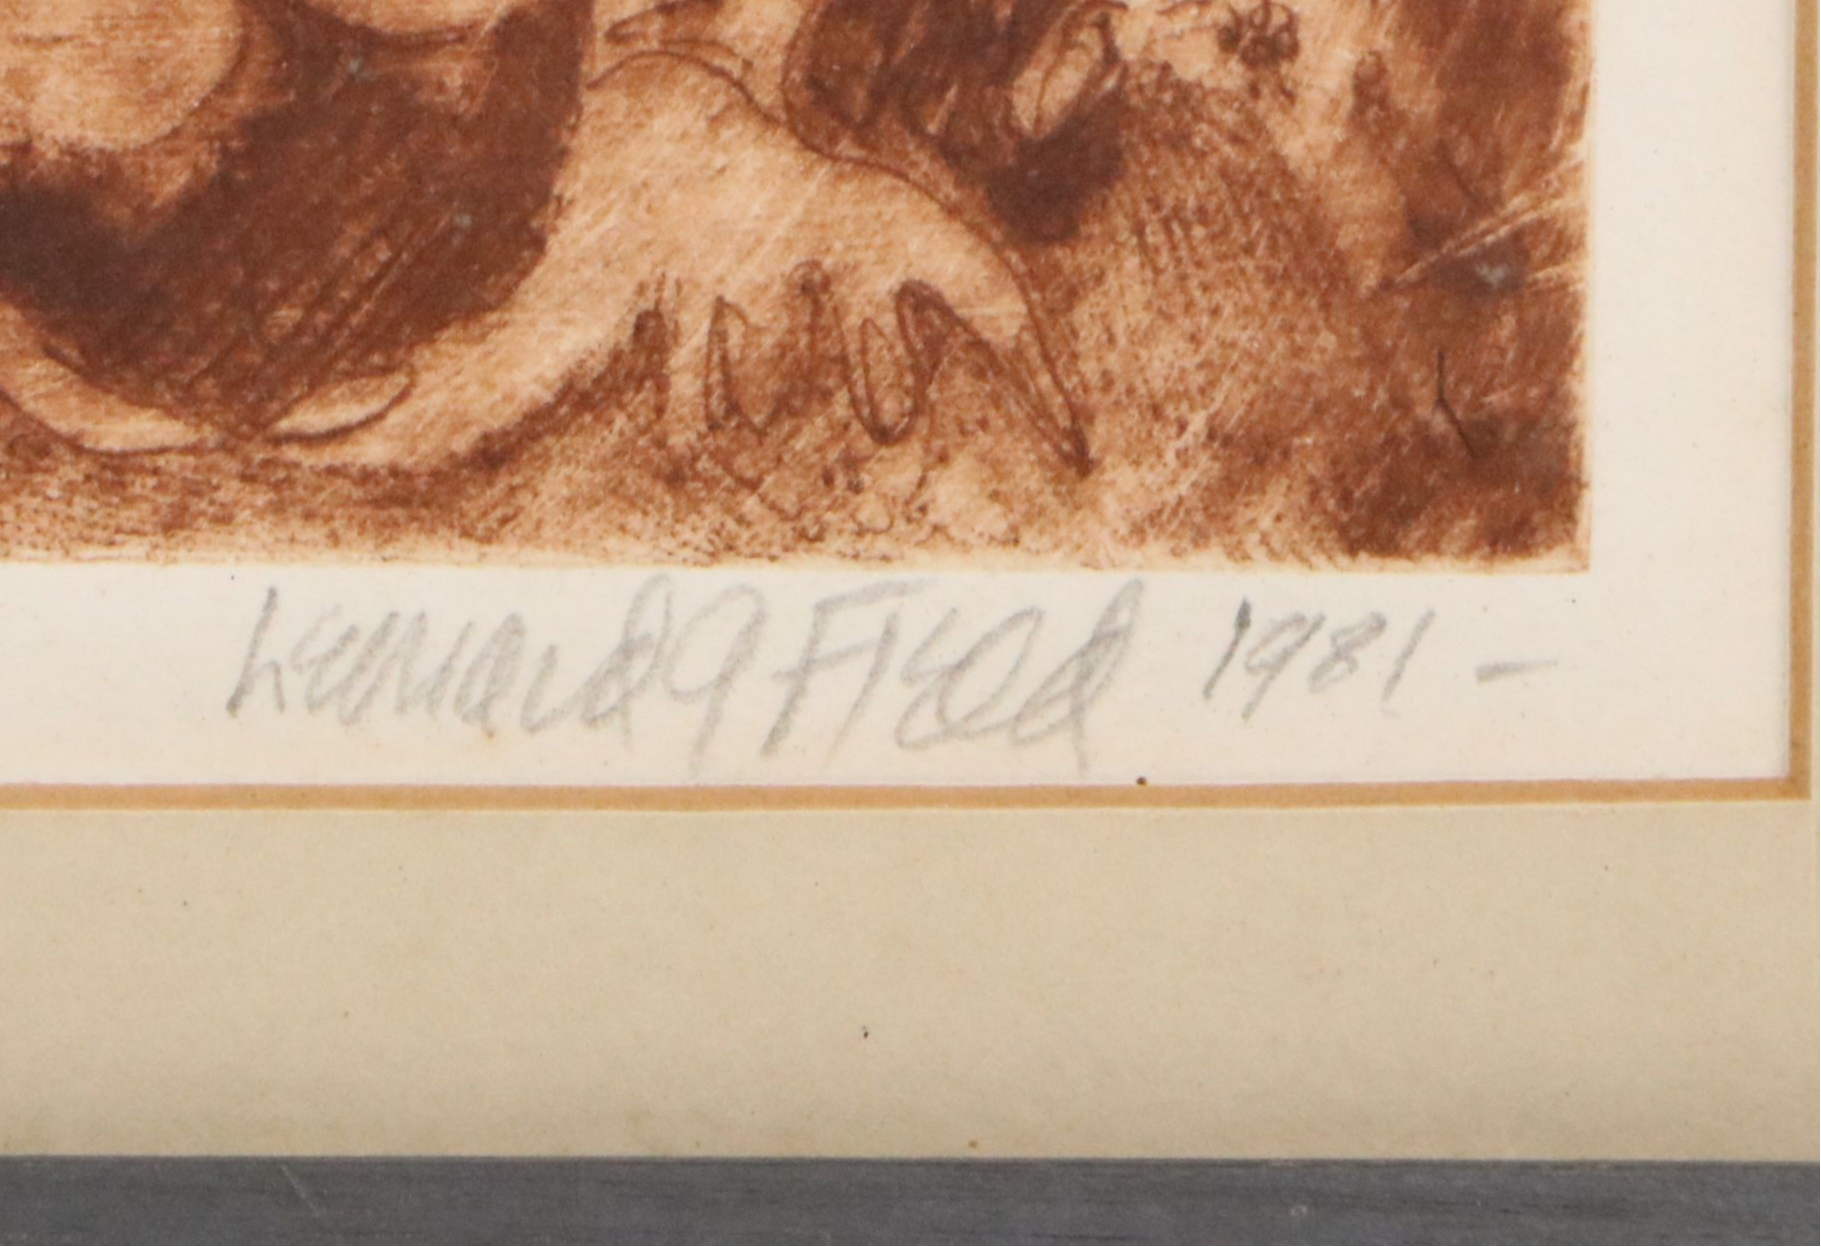 Leonard G Field 1981 -